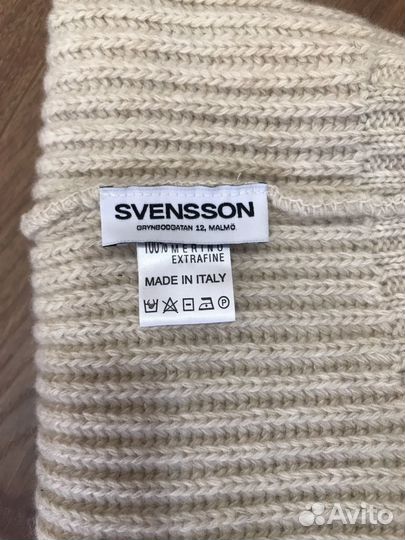 SVENSSON
GRYNBODGATAN 12, MALMÖ
100% MERINO
EXTRAFINE
MADE IN ITALY
P
Avito